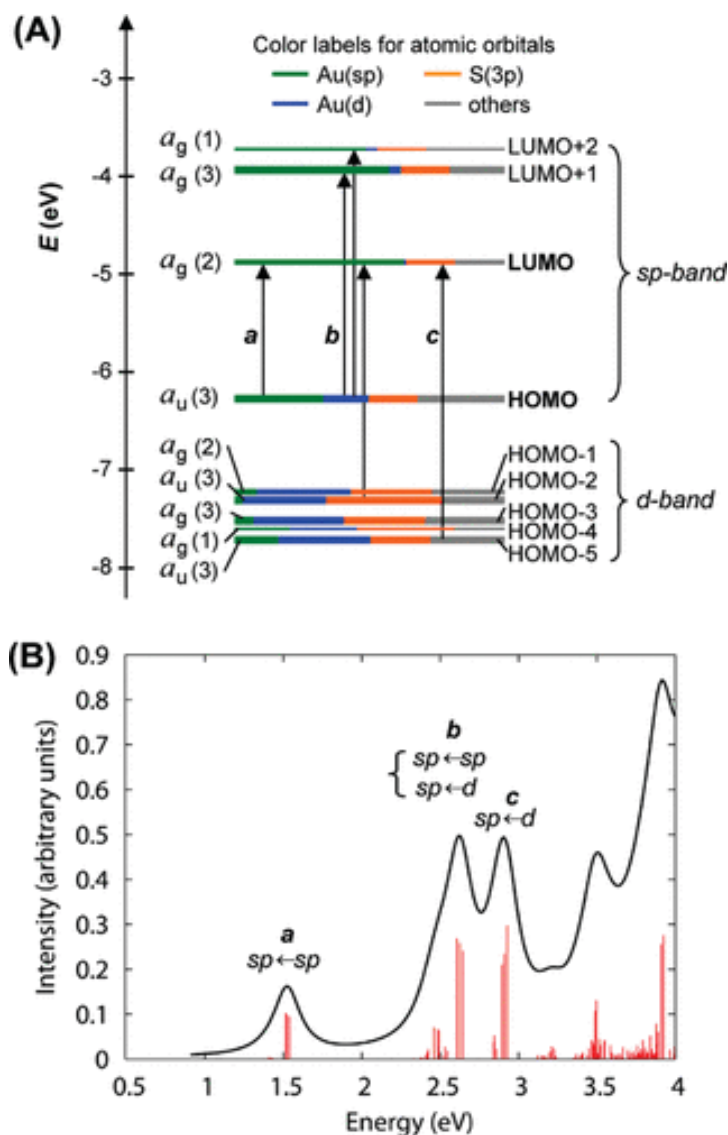 (A)
Color labels for atomic orbitals
Au(sp) S(3p)
Au(d) others
E (eV)
-3
-4
-5
-6
-7
-8
ag (1) LUMO+2
ag (3) LUMO+1
ag (2) LUMO
sp-band
a b c
au (3) HOMO
ag (2) HOMO-1
au (3) HOMO-2
ag (3) HOMO-3
ag (1) HOMO-4
au (3) HOMO-5
d-band
(B)
Intensity (arbitrary units)
0.9
0.8
0.7
0.6
0.5
0.4
0.3
0.2
0.1
0
b
sp←sp
sp←d
c
sp←d
a
sp←sp
0.5 1 1.5 2 2.5 3 3.5 4
Energy (eV)